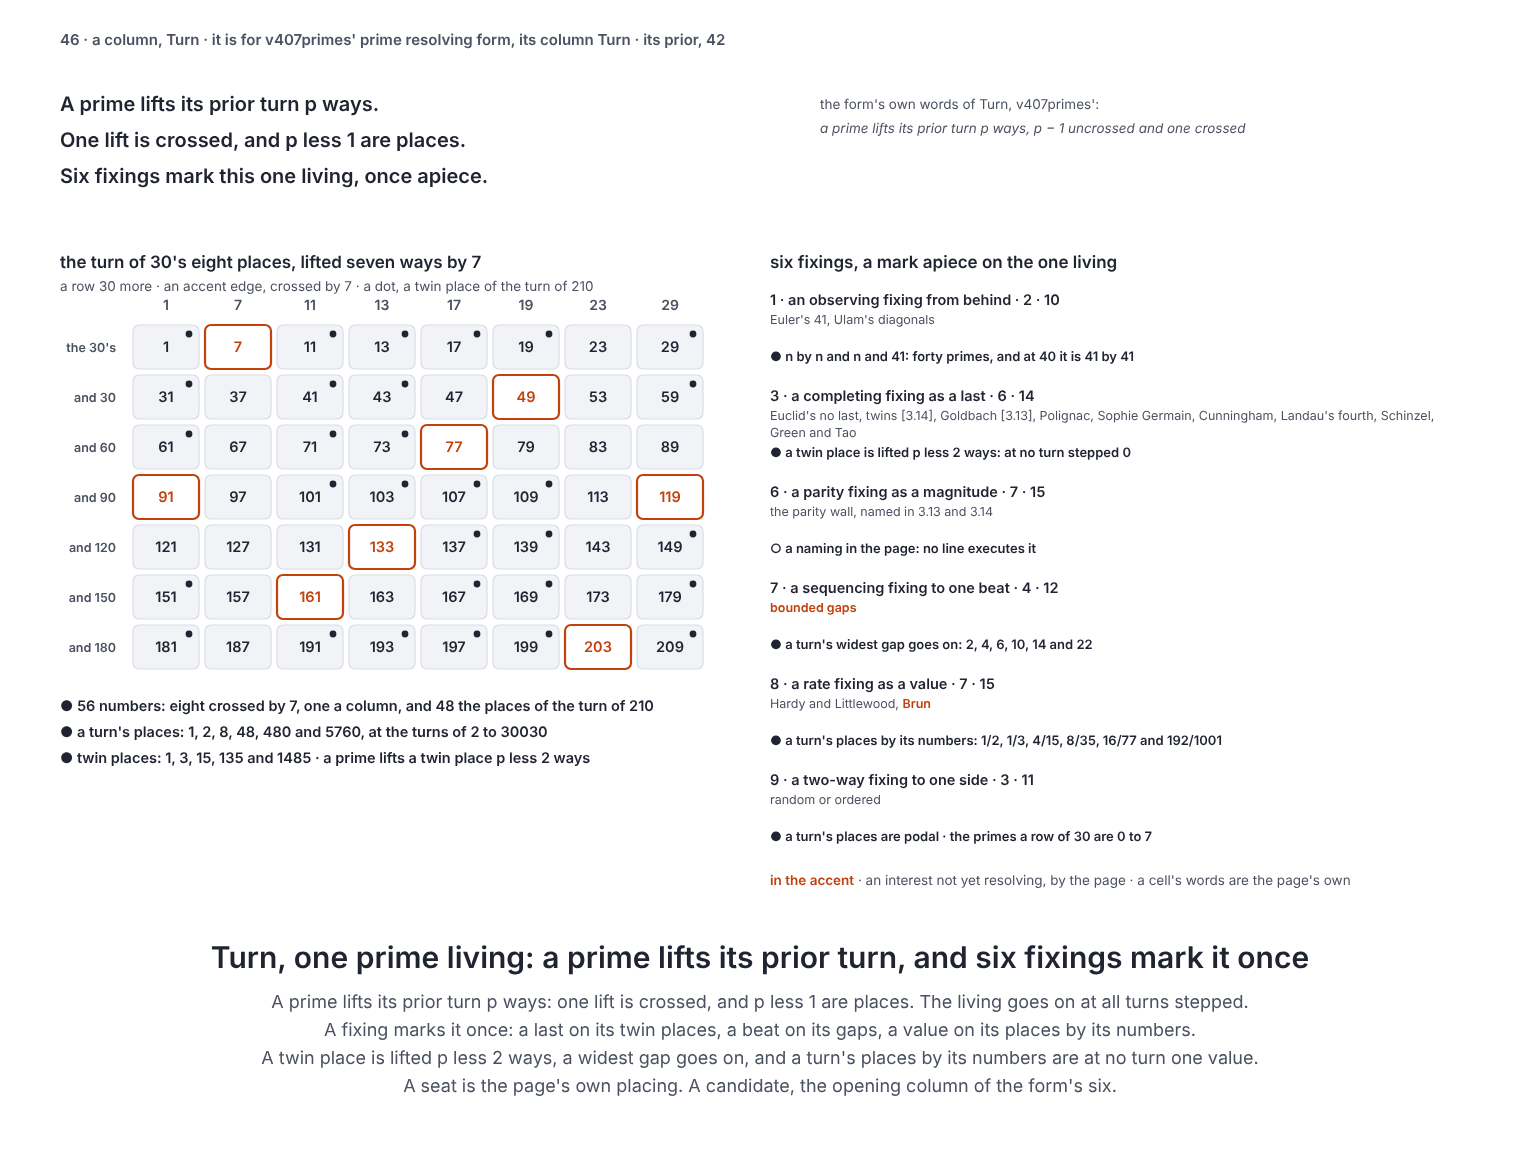 46 · a column, Turn · it is for v407primes' prime resolving form, its column Turn · its prior, 42
A prime lifts its prior turn p ways.
One lift is crossed, and p less 1 are places.
Six fixings mark this one living, once apiece.
the form's own words of Turn, v407primes':
a prime lifts its prior turn p ways, p − 1 uncrossed and one crossed
the turn of 30's eight places, lifted seven ways by 7
a row 30 more · an accent edge, crossed by 7 · a dot, a twin place of the turn of 210
1 7 11 13 17 19 23 29
the 30's 1 7 11 13 17 19 23 29
and 30 31 37 41 43 47 49 53 59
and 60 61 67 71 73 77 79 83 89
and 90 91 97 101 103 107 109 113 119
and 120 121 127 131 133 137 139 143 149
and 150 151 157 161 163 167 169 173 179
and 180 181 187 191 193 197 199 203 209
● 56 numbers: eight crossed by 7, one a column, and 48 the places of the turn of 210
● a turn's places: 1, 2, 8, 48, 480 and 5760, at the turns of 2 to 30030
● twin places: 1, 3, 15, 135 and 1485 · a prime lifts a twin place p less 2 ways
six fixings, a mark apiece on the one living
1 · an observing fixing from behind · 2 · 10
Euler's 41, Ulam's diagonals
● n by n and n and 41: forty primes, and at 40 it is 41 by 41
3 · a completing fixing as a last · 6 · 14
Euclid's no last, twins [3.14], Goldbach [3.13], Polignac, Sophie Germain, Cunningham, Landau's fourth, Schinzel,
Green and Tao
● a twin place is lifted p less 2 ways: at no turn stepped 0
6 · a parity fixing as a magnitude · 7 · 15
the parity wall, named in 3.13 and 3.14
○ a naming in the page: no line executes it
7 · a sequencing fixing to one beat · 4 · 12
bounded gaps
● a turn's widest gap goes on: 2, 4, 6, 10, 14 and 22
8 · a rate fixing as a value · 7 · 15
Hardy and Littlewood, Brun
● a turn's places by its numbers: 1/2, 1/3, 4/15, 8/35, 16/77 and 192/1001
9 · a two-way fixing to one side · 3 · 11
random or ordered
● a turn's places are podal · the primes a row of 30 are 0 to 7
in the accent · an interest not yet resolving, by the page · a cell's words are the page's own
Turn, one prime living: a prime lifts its prior turn, and six fixings mark it once
A prime lifts its prior turn p ways: one lift is crossed, and p less 1 are places. The living goes on at all turns stepped.
A fixing marks it once: a last on its twin places, a beat on its gaps, a value on its places by its numbers.
A twin place is lifted p less 2 ways, a widest gap goes on, and a turn's places by its numbers are at no turn one value.
A seat is the page's own placing. A candidate, the opening column of the form's six.